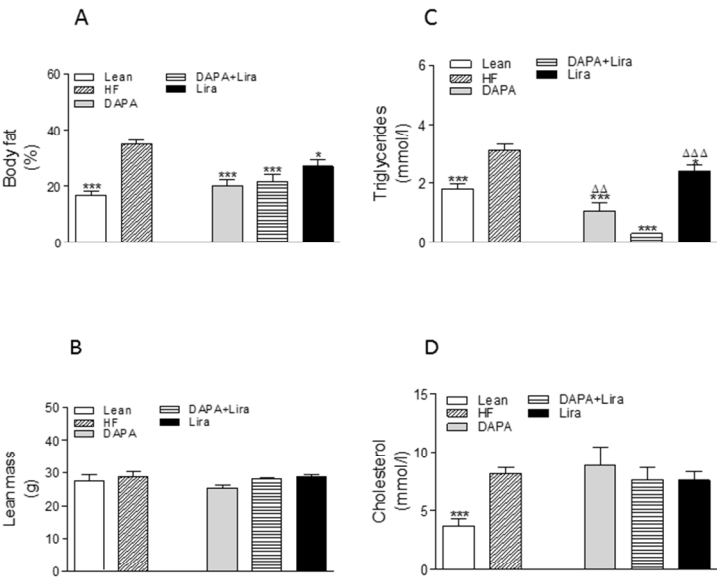 A
Lean
HF
DAPA
DAPA+Lira
Lira
Body fat
(%)
60
40
20
0
***
***
***
*
C
Lean
HF
DAPA
DAPA+Lira
Lira
Triglycerides
(mmol/l)
6
4
2
0
***
ΔΔ
***
***
ΔΔΔ
*
B
Lean
HF
DAPA
DAPA+Lira
Lira
Lean mass
(g)
50
40
30
20
10
0
D
Lean
HF
DAPA
DAPA+Lira
Lira
Cholesterol
(mmol/l)
15
10
5
0
***